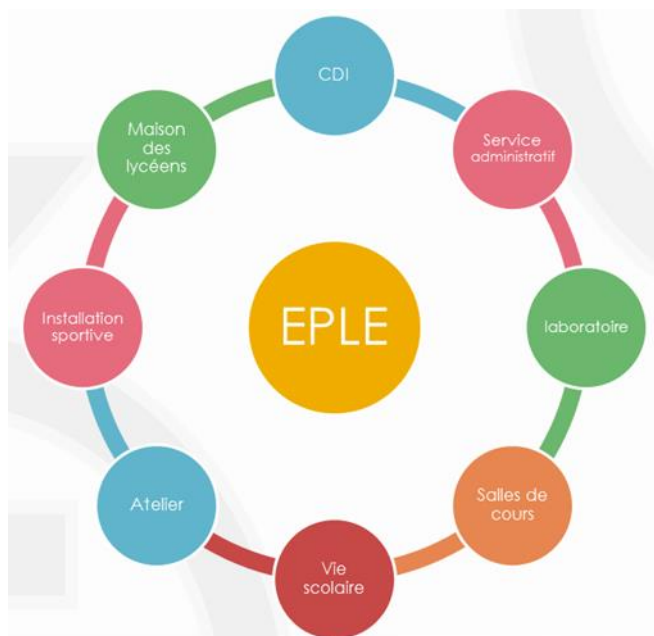 CDI
Service
administratif
laboratoire
Salles de
cours
Vie
scolaire
Atelier
Installation
sportive
Maison
des
lycéens
EPLE